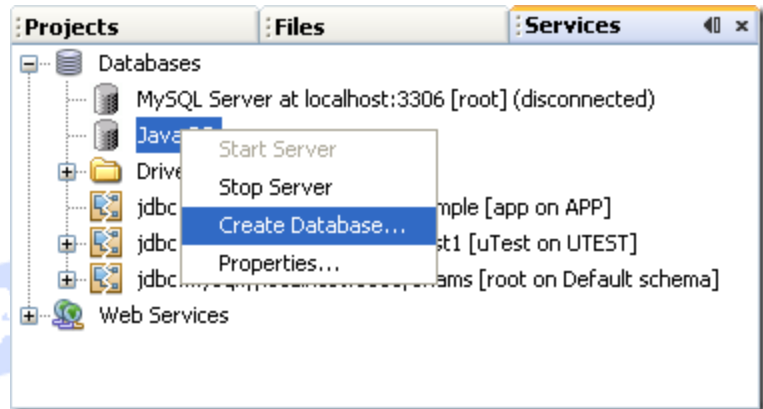 Projects Files Services
Databases
MySQL Server at localhost:3306 [root] (disconnected)
Java
Start Server
Drive
Stop Server
jdbc mple [app on APP]
Create Database...
jdbc st1 [uTest on UTEST]
Properties...
jdbc [root on Default schema]
Web Services